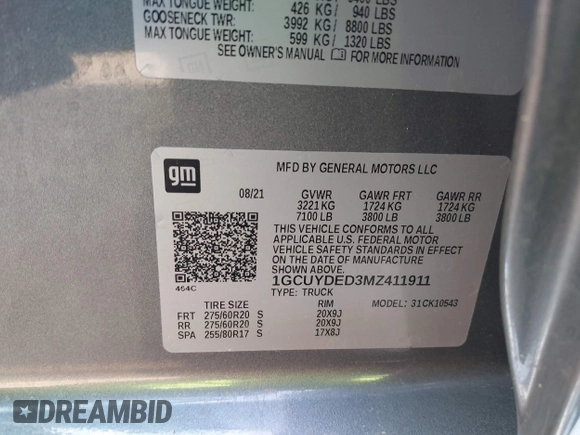 MAX TONGUE WEIGHT: 426 KG / 940 LBS
GOOSENECK TWR: 3992 KG / 8800 LBS
MAX TONGUE WEIGHT: 599 KG / 1320 LBS
SEE OWNER'S MANUAL FOR MORE INFORMATION
gm
MFD BY GENERAL MOTORS LLC
08/21 GVWR GAWR FRT GAWR RR
3221 KG 1724 KG 1724 KG
7100 LB 3800 LB 3800 LB
THIS VEHICLE CONFORMS TO ALL
APPLICABLE U.S. FEDERAL MOTOR
VEHICLE SAFETY STANDARDS IN EFFECT
ON THE DATE OF MANUFACTURE SHOWN ABOVE.
1GCUYDED3MZ411911
464C
TYPE: TRUCK
TIRE SIZE RIM MODEL: 31CK10543
FRT 275/60R20 S 20X9J
RR 275/60R20 S 20X9J
SPA 255/80R17 S 17X8J
DREAMBID